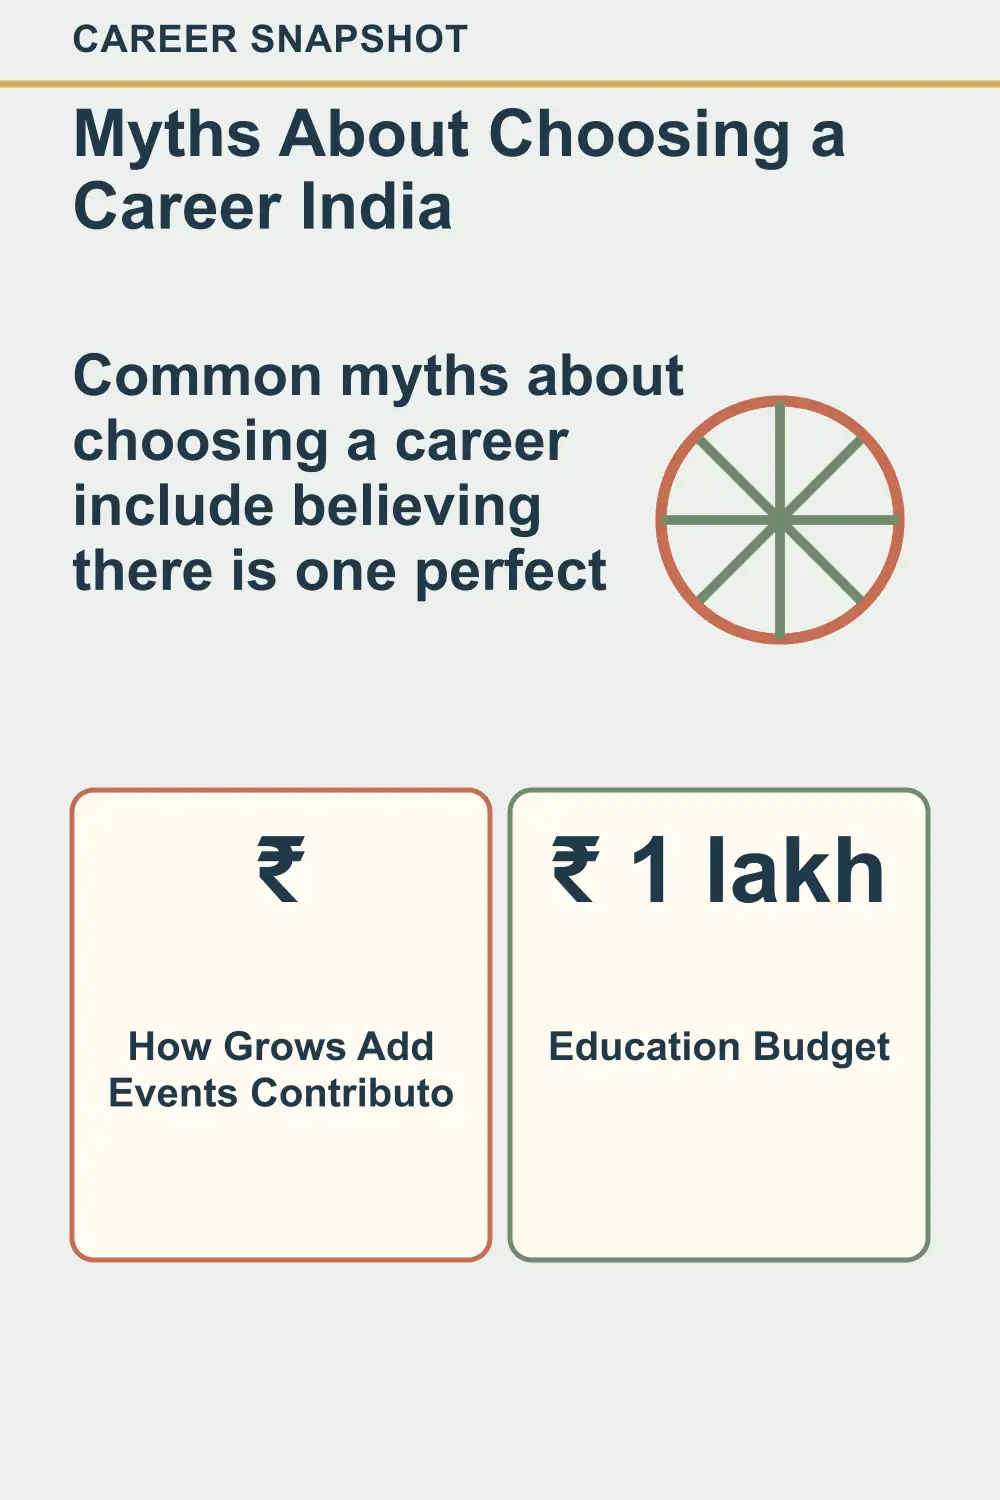 CAREER SNAPSHOT
Myths About Choosing a
Career India
Common myths about
choosing a career
include believing
there is one perfect
₹
How Grows Add
Events Contributo
₹ 1 lakh
Education Budget